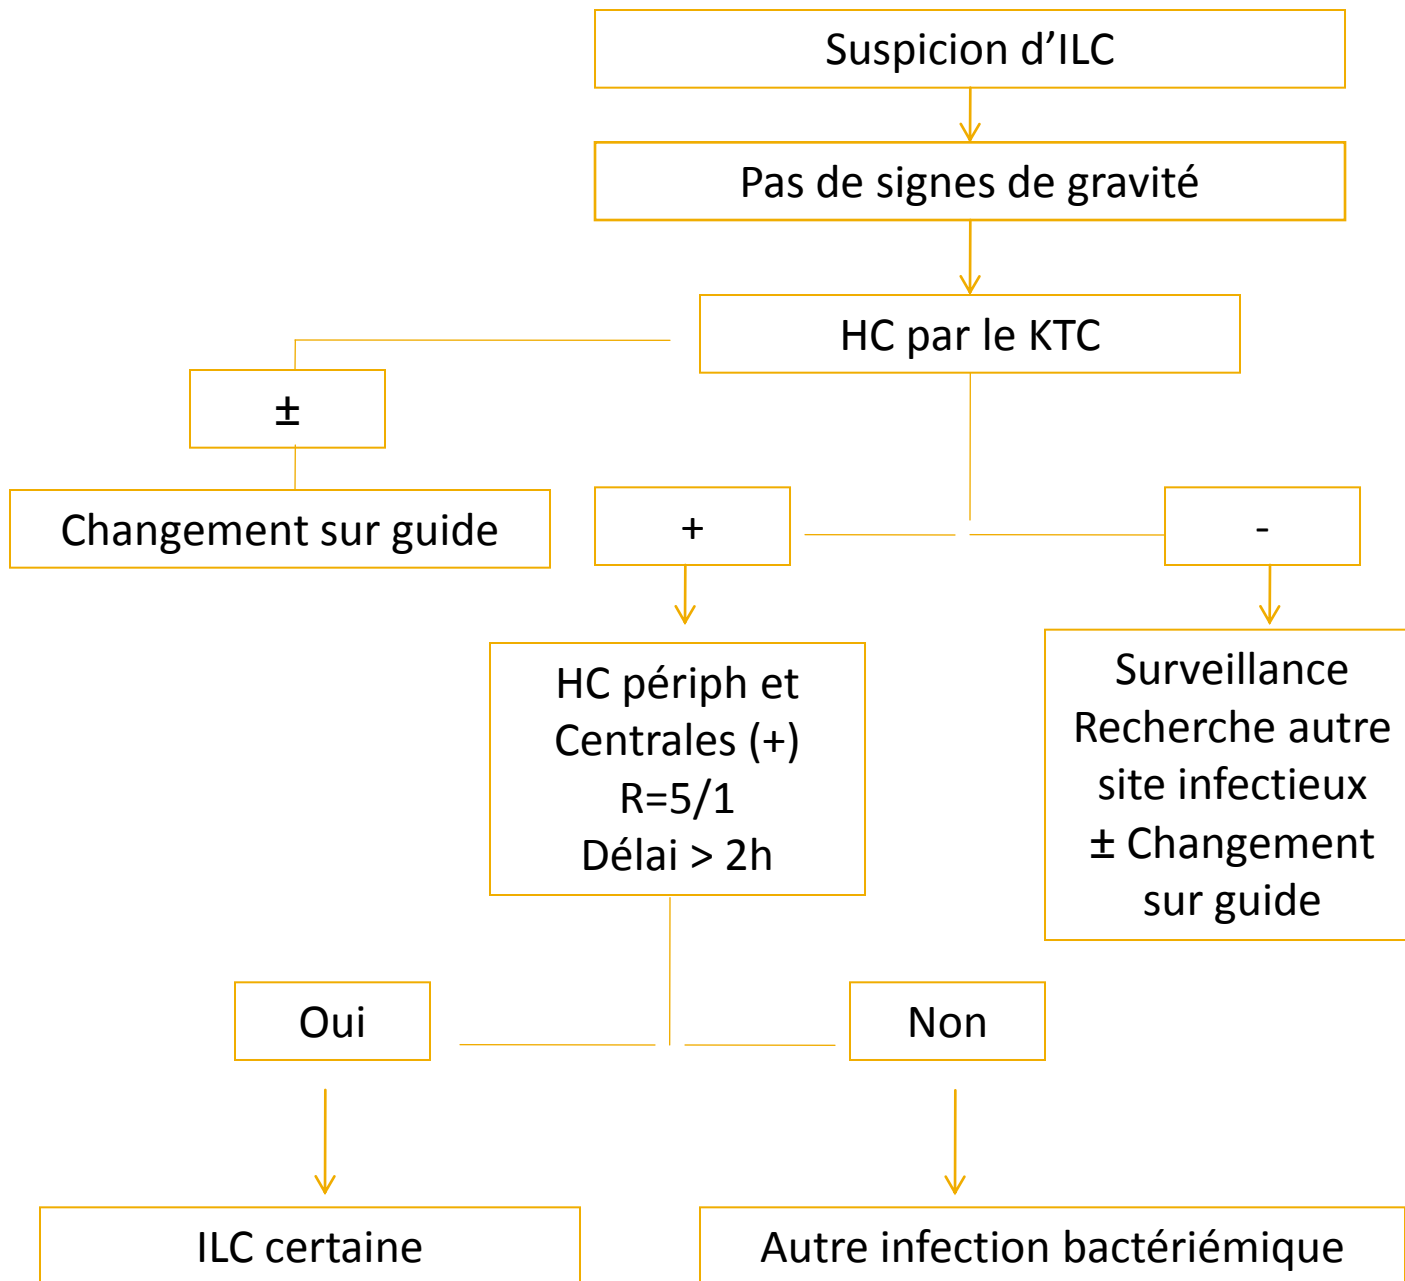 Suspicion d’ILC
Pas de signes de gravité
HC par le KTC
±
Changement sur guide
+
-
HC périph et
Centrales (+)
R=5/1
Délai > 2h
Surveillance
Recherche autre
site infectieux
± Changement
sur guide
Oui
Non
ILC certaine
Autre infection bactériémique